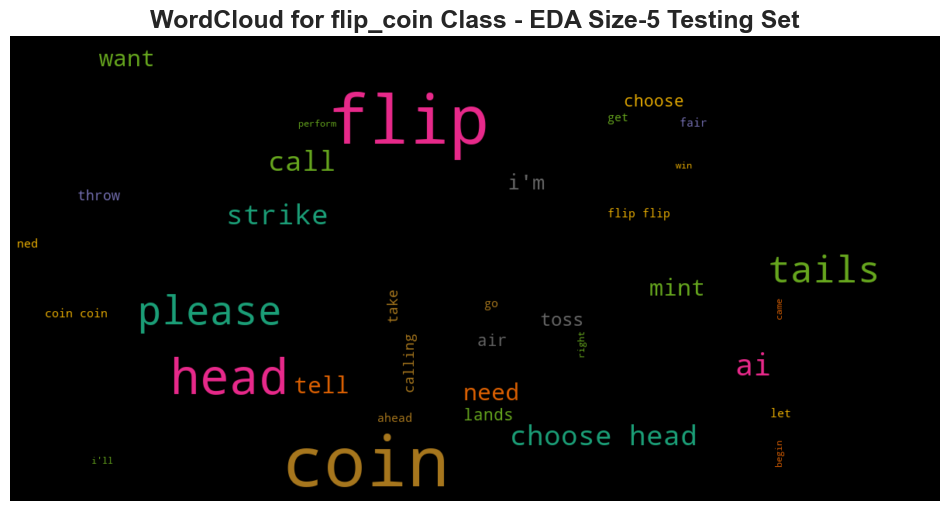 WordCloud for flip_coin Class - EDA Size-5 Testing Set
want
flip
choose
get
fair
perform
call
win
i'm
throw
strike
flip flip
ned
tails
mint
please
take
go
came
coin coin
toss
right
air
calling
head
ai
tell
need
lands
let
ahead
choose head
coin
begin
i'll